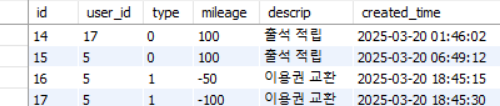 id user_id type mileage descrip created_time
14 17 0 100 출석 적립 2025-03-20 01:46:02
15 5 0 100 출석 적립 2025-03-20 06:49:12
16 5 1 -50 이용권 교환 2025-03-20 18:45:15
17 5 1 -100 이용권 교환 2025-03-20 18:45:30